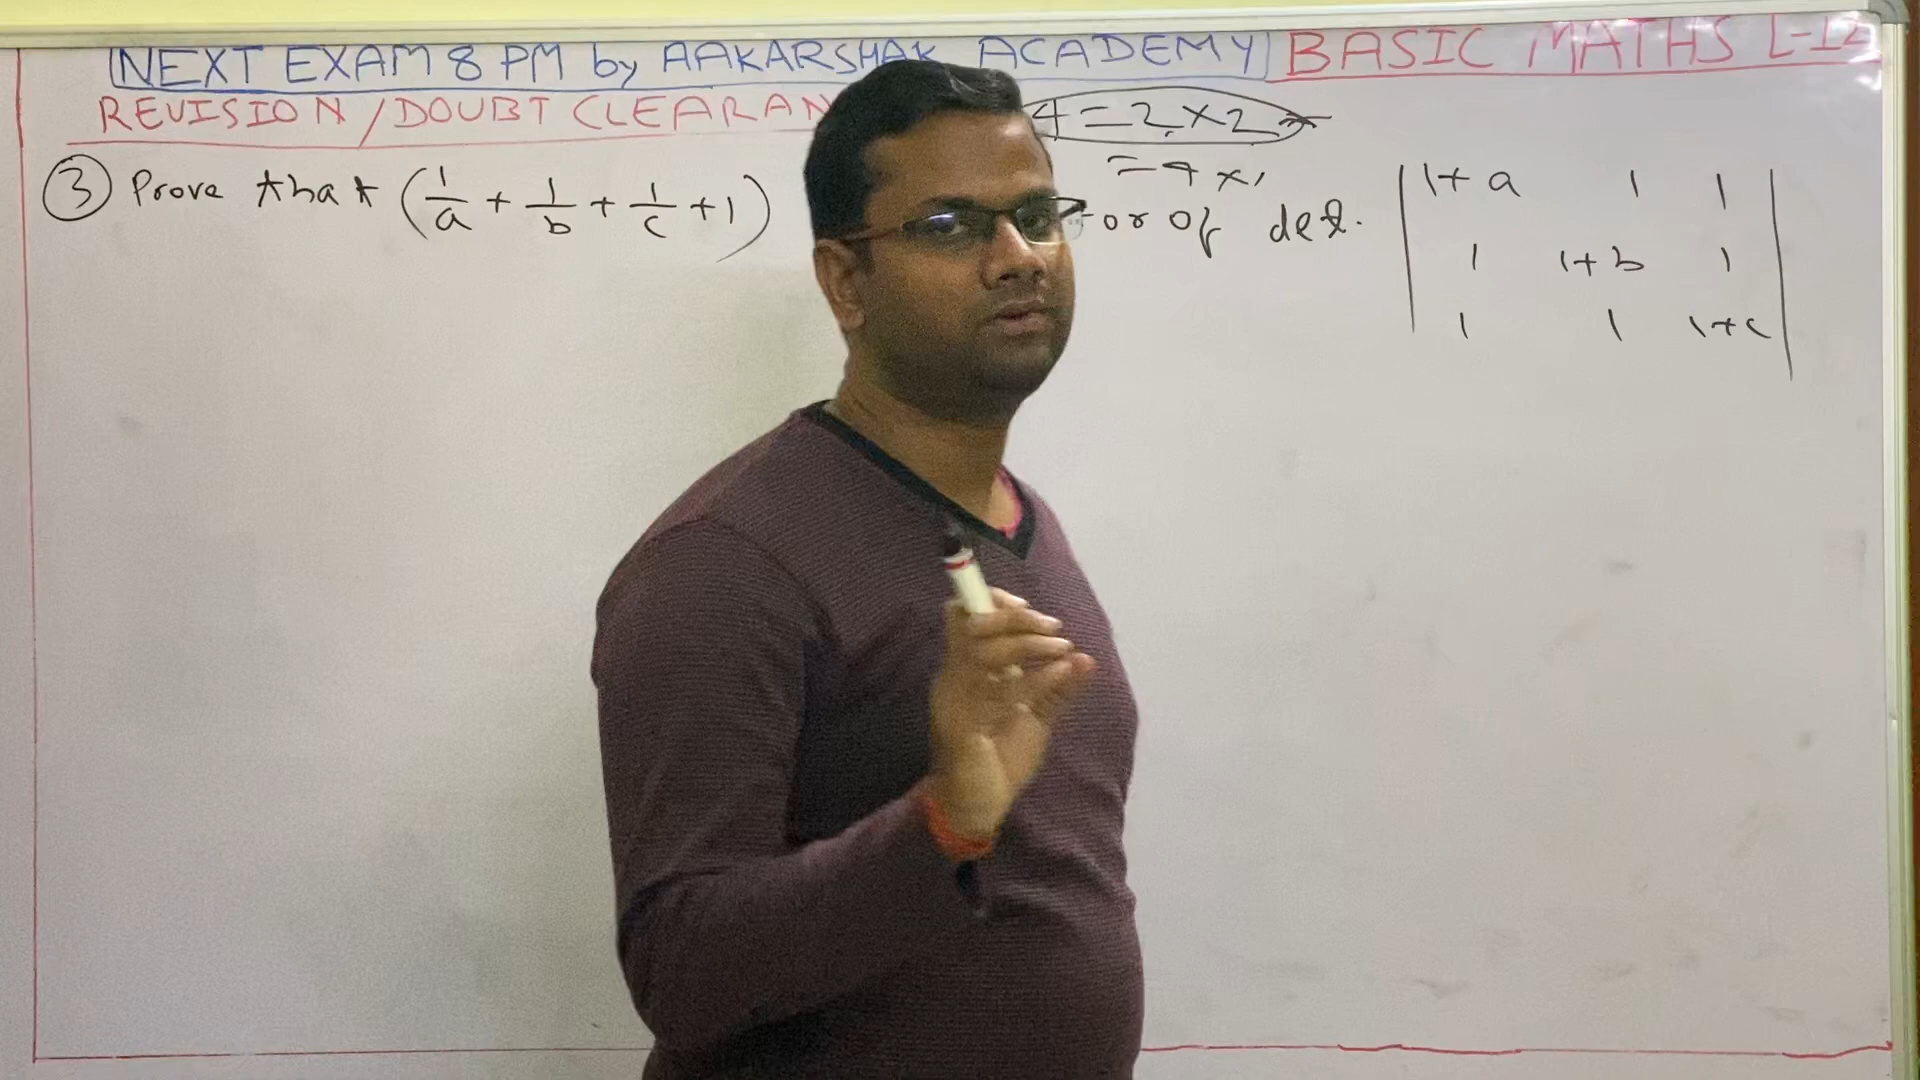 NEXT EXAM 8 PM by AAKARSHAK ACADEMY BASIC MATHS L-12
REVISION/DOUBT CLEARAN 4=2×2
=4×1
③ Prove that (1/a + 1/b + 1/c + 1) or of det. | 1+a 1 1 |
1 1+b 1
1 1 1+c